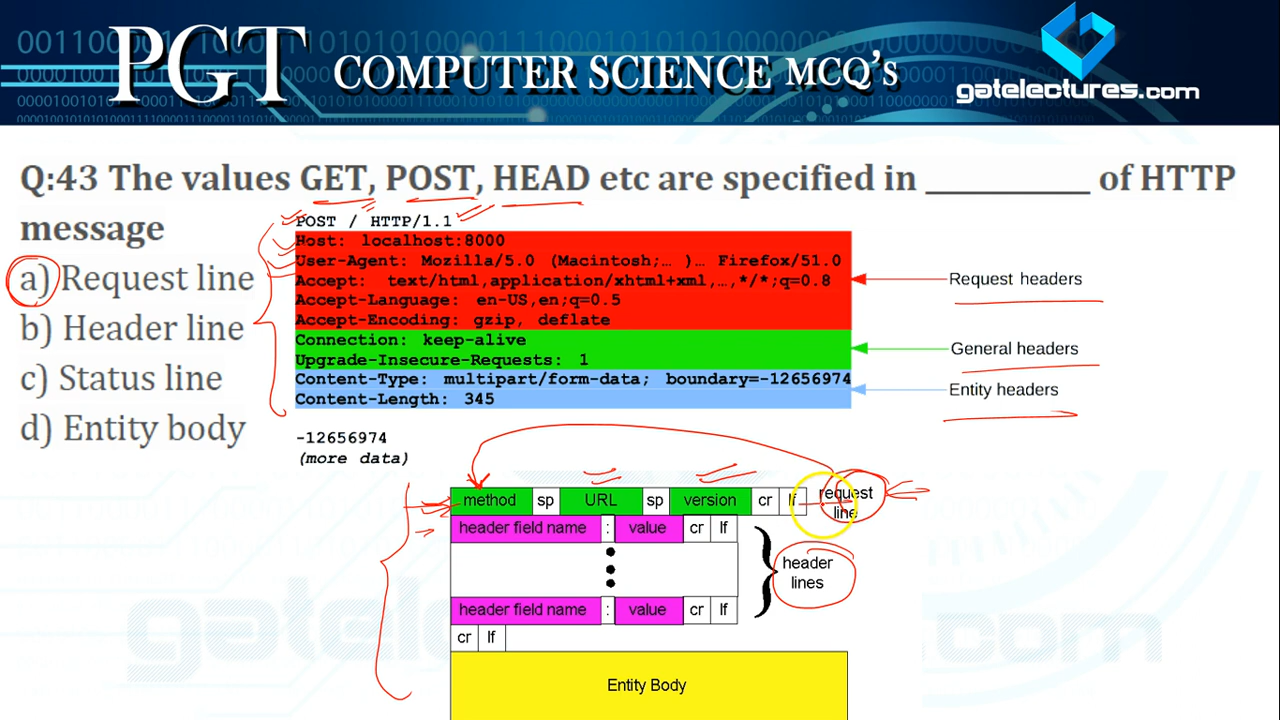 PGT COMPUTER SCIENCE MCQ's
gatelectures.com
Q:43 The values GET, POST, HEAD etc are specified in __________ of HTTP
message
a) Request line
b) Header line
c) Status line
d) Entity body
POST / HTTP/1.1
Host: localhost:8000
User-Agent: Mozilla/5.0 (Macintosh;… )… Firefox/51.0
Accept: text/html,application/xhtml+xml,…,*/*;q=0.8
Accept-Language: en-US,en;q=0.5
Accept-Encoding: gzip, deflate
Connection: keep-alive
Upgrade-Insecure-Requests: 1
Content-Type: multipart/form-data; boundary=-12656974
Content-Length: 345
-12656974
(more data)
Request headers
General headers
Entity headers
method sp URL sp version cr lf
request
line
header field name : value cr lf
header
lines
header field name : value cr lf
cr lf
Entity Body